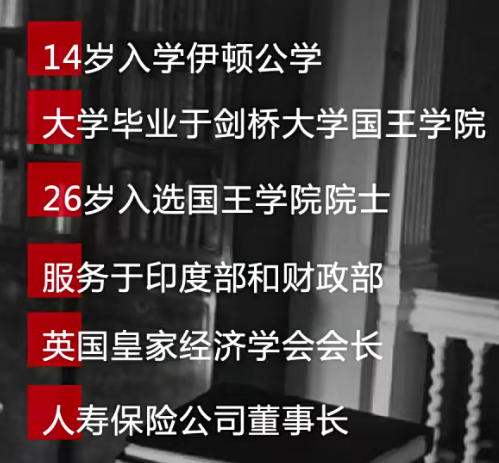 14岁入学伊顿公学
大学毕业于剑桥大学国王学院
26岁入选国王学院院士
服务于印度部和财政部
英国皇家经济学会会长
人寿保险公司董事长